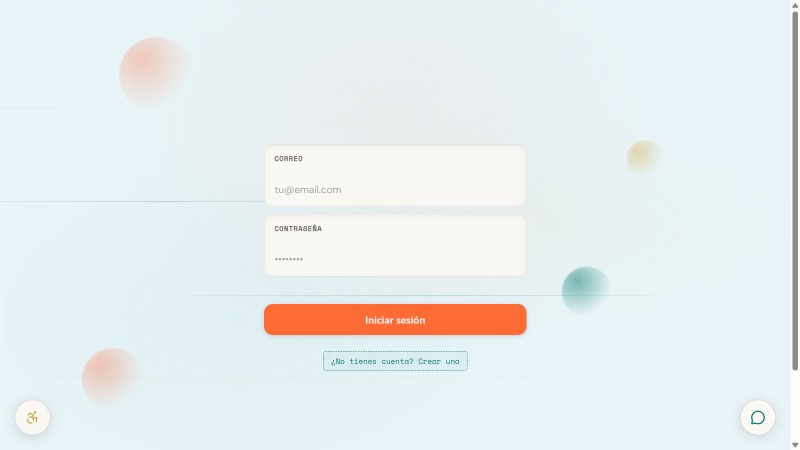 CORREO
tu@email.com
CONTRASEÑA
••••••••
Iniciar sesión
¿No tienes cuenta? Crear una